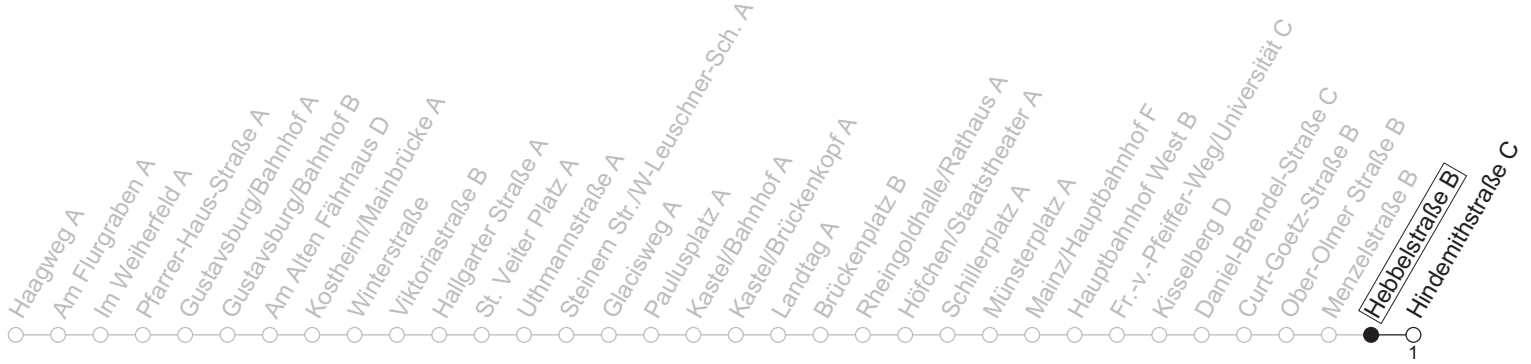 Haagweg A
Am Flurgraben A
Im Weiherfeld A
Pfarrer-Haus-Straße A
Gustavsburg/Bahnhof A
Gustavsburg/Bahnhof B
Am Alten Fährhaus D
Kostheim/Mainbrücke A
Winterstraße
Viktoriastraße B
Hallgarter Straße A
St. Veiter Platz A
Uthmannstraße A
Steinern Str./W-Leuschner-Sch. A
Glacisweg A
Paulusplatz A
Kastel/Bahnhof A
Kastel/Brückenkopf A
Landtag A
Brückenplatz B
Rheingoldhalle/Rathaus A
Höfchen/Staatstheater A
Schillerplatz A
Münsterplatz A
Mainz/Hauptbahnhof F
Hauptbahnhof West B
Fr.-v.-Pfeiffer-Weg/Universität C
Kisselberg D
Daniel-Brendel-Straße C
Curt-Goetz-Straße B
Ober-Olmer Straße B
Menzelstraße B
Hebbelstraße B
Hindemithstraße C
1